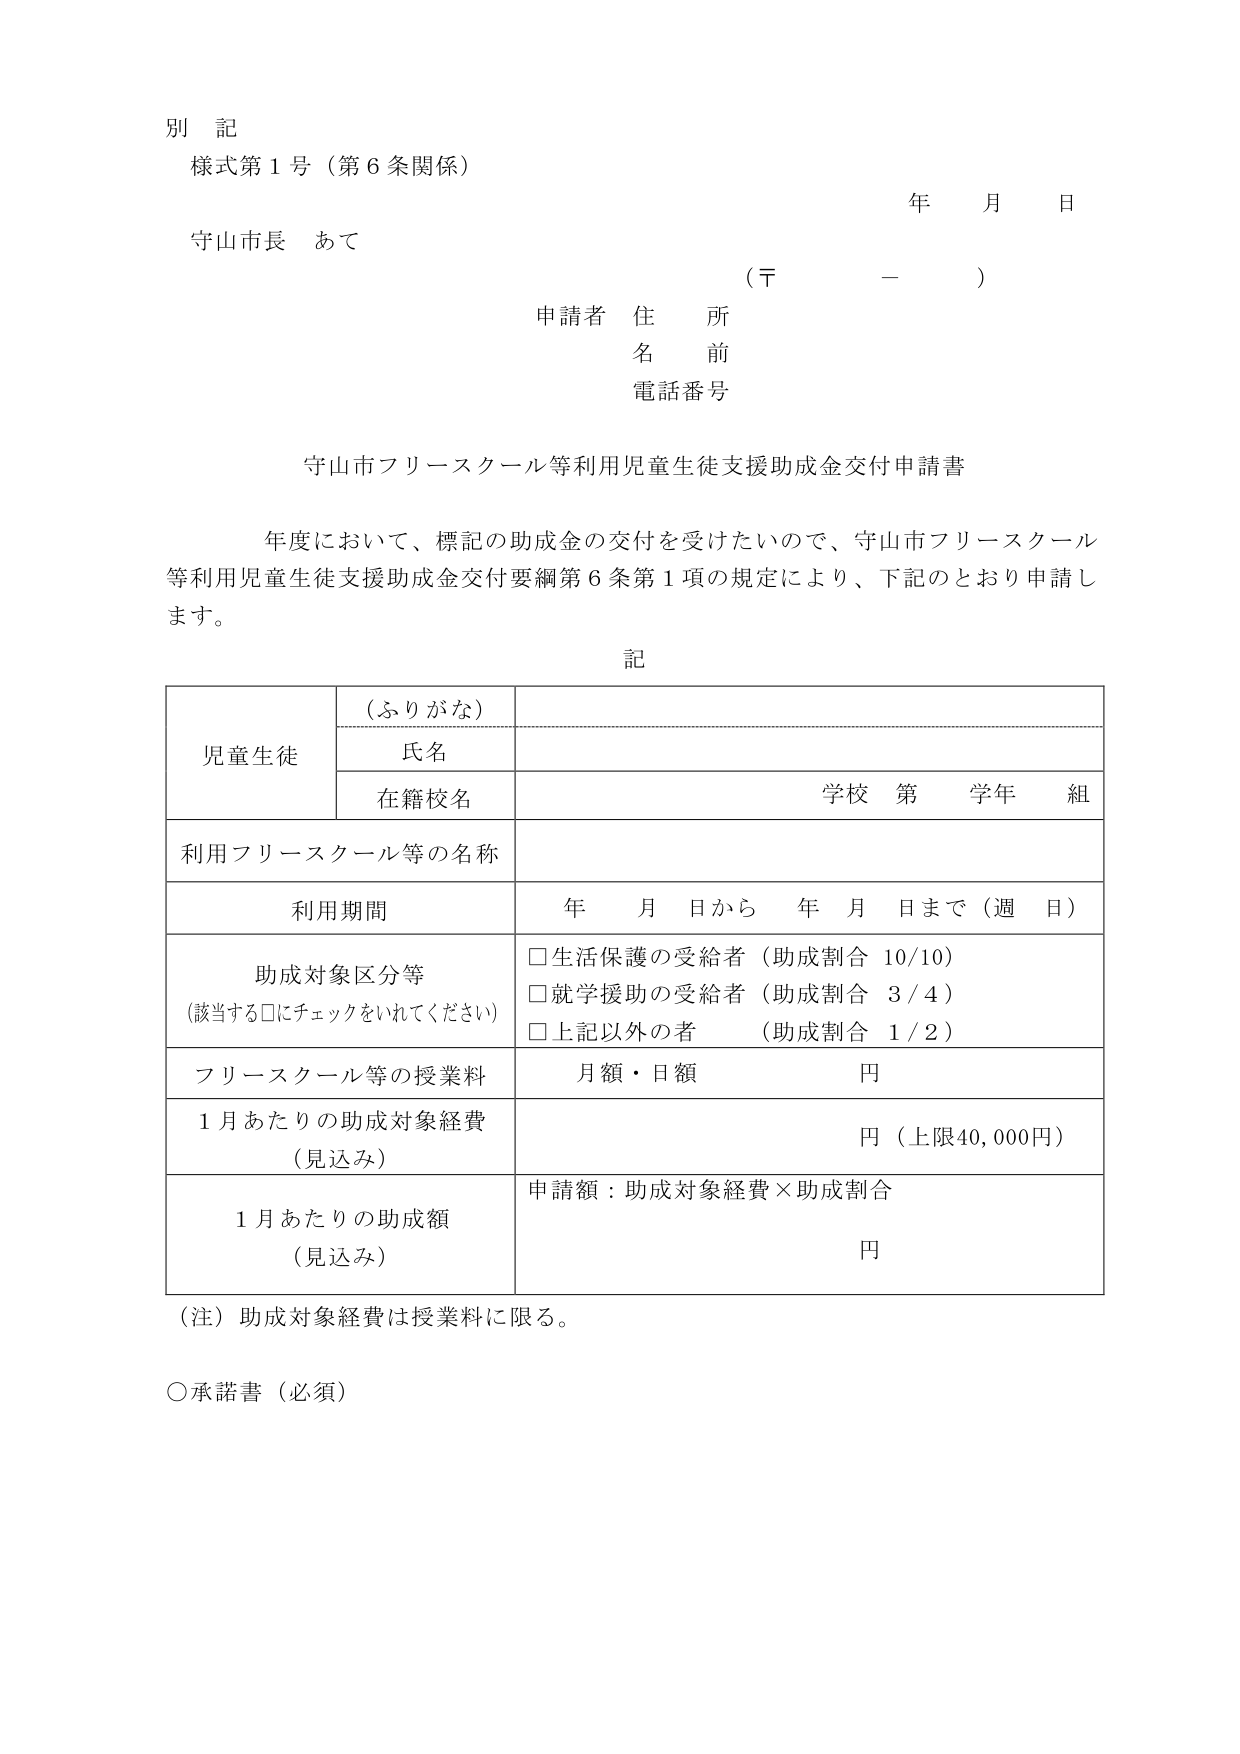 別　記
様式第１号（第６条関係）
年　　月　　日
守山市長　あて
（〒　　　　－　　　）
申請者　住　　所
名　　前
電話番号
守山市フリースクール等利用児童生徒支援助成金交付申請書
年度において、標記の助成金の交付を受けたいので、守山市フリースクール
等利用児童生徒支援助成金交付要綱第６条第１項の規定により、下記のとおり申請し
ます。
記
児童生徒
（ふりがな）
氏名
在籍校名
学校　第　　学年　　組
利用フリースクール等の名称
利用期間
年　　月　日から　　年　月　日まで（週　日）
助成対象区分等
（該当する□にチェックをいれてください）
□生活保護の受給者（助成割合 10/10）
□就学援助の受給者（助成割合 ３/４）
□上記以外の者　　（助成割合 １/２）
フリースクール等の授業料
月額・日額　　　　　　　円
１月あたりの助成対象経費
（見込み）
円（上限40,000円）
１月あたりの助成額
（見込み）
申請額：助成対象経費×助成割合
円
（注）助成対象経費は授業料に限る。
○承諾書（必須）